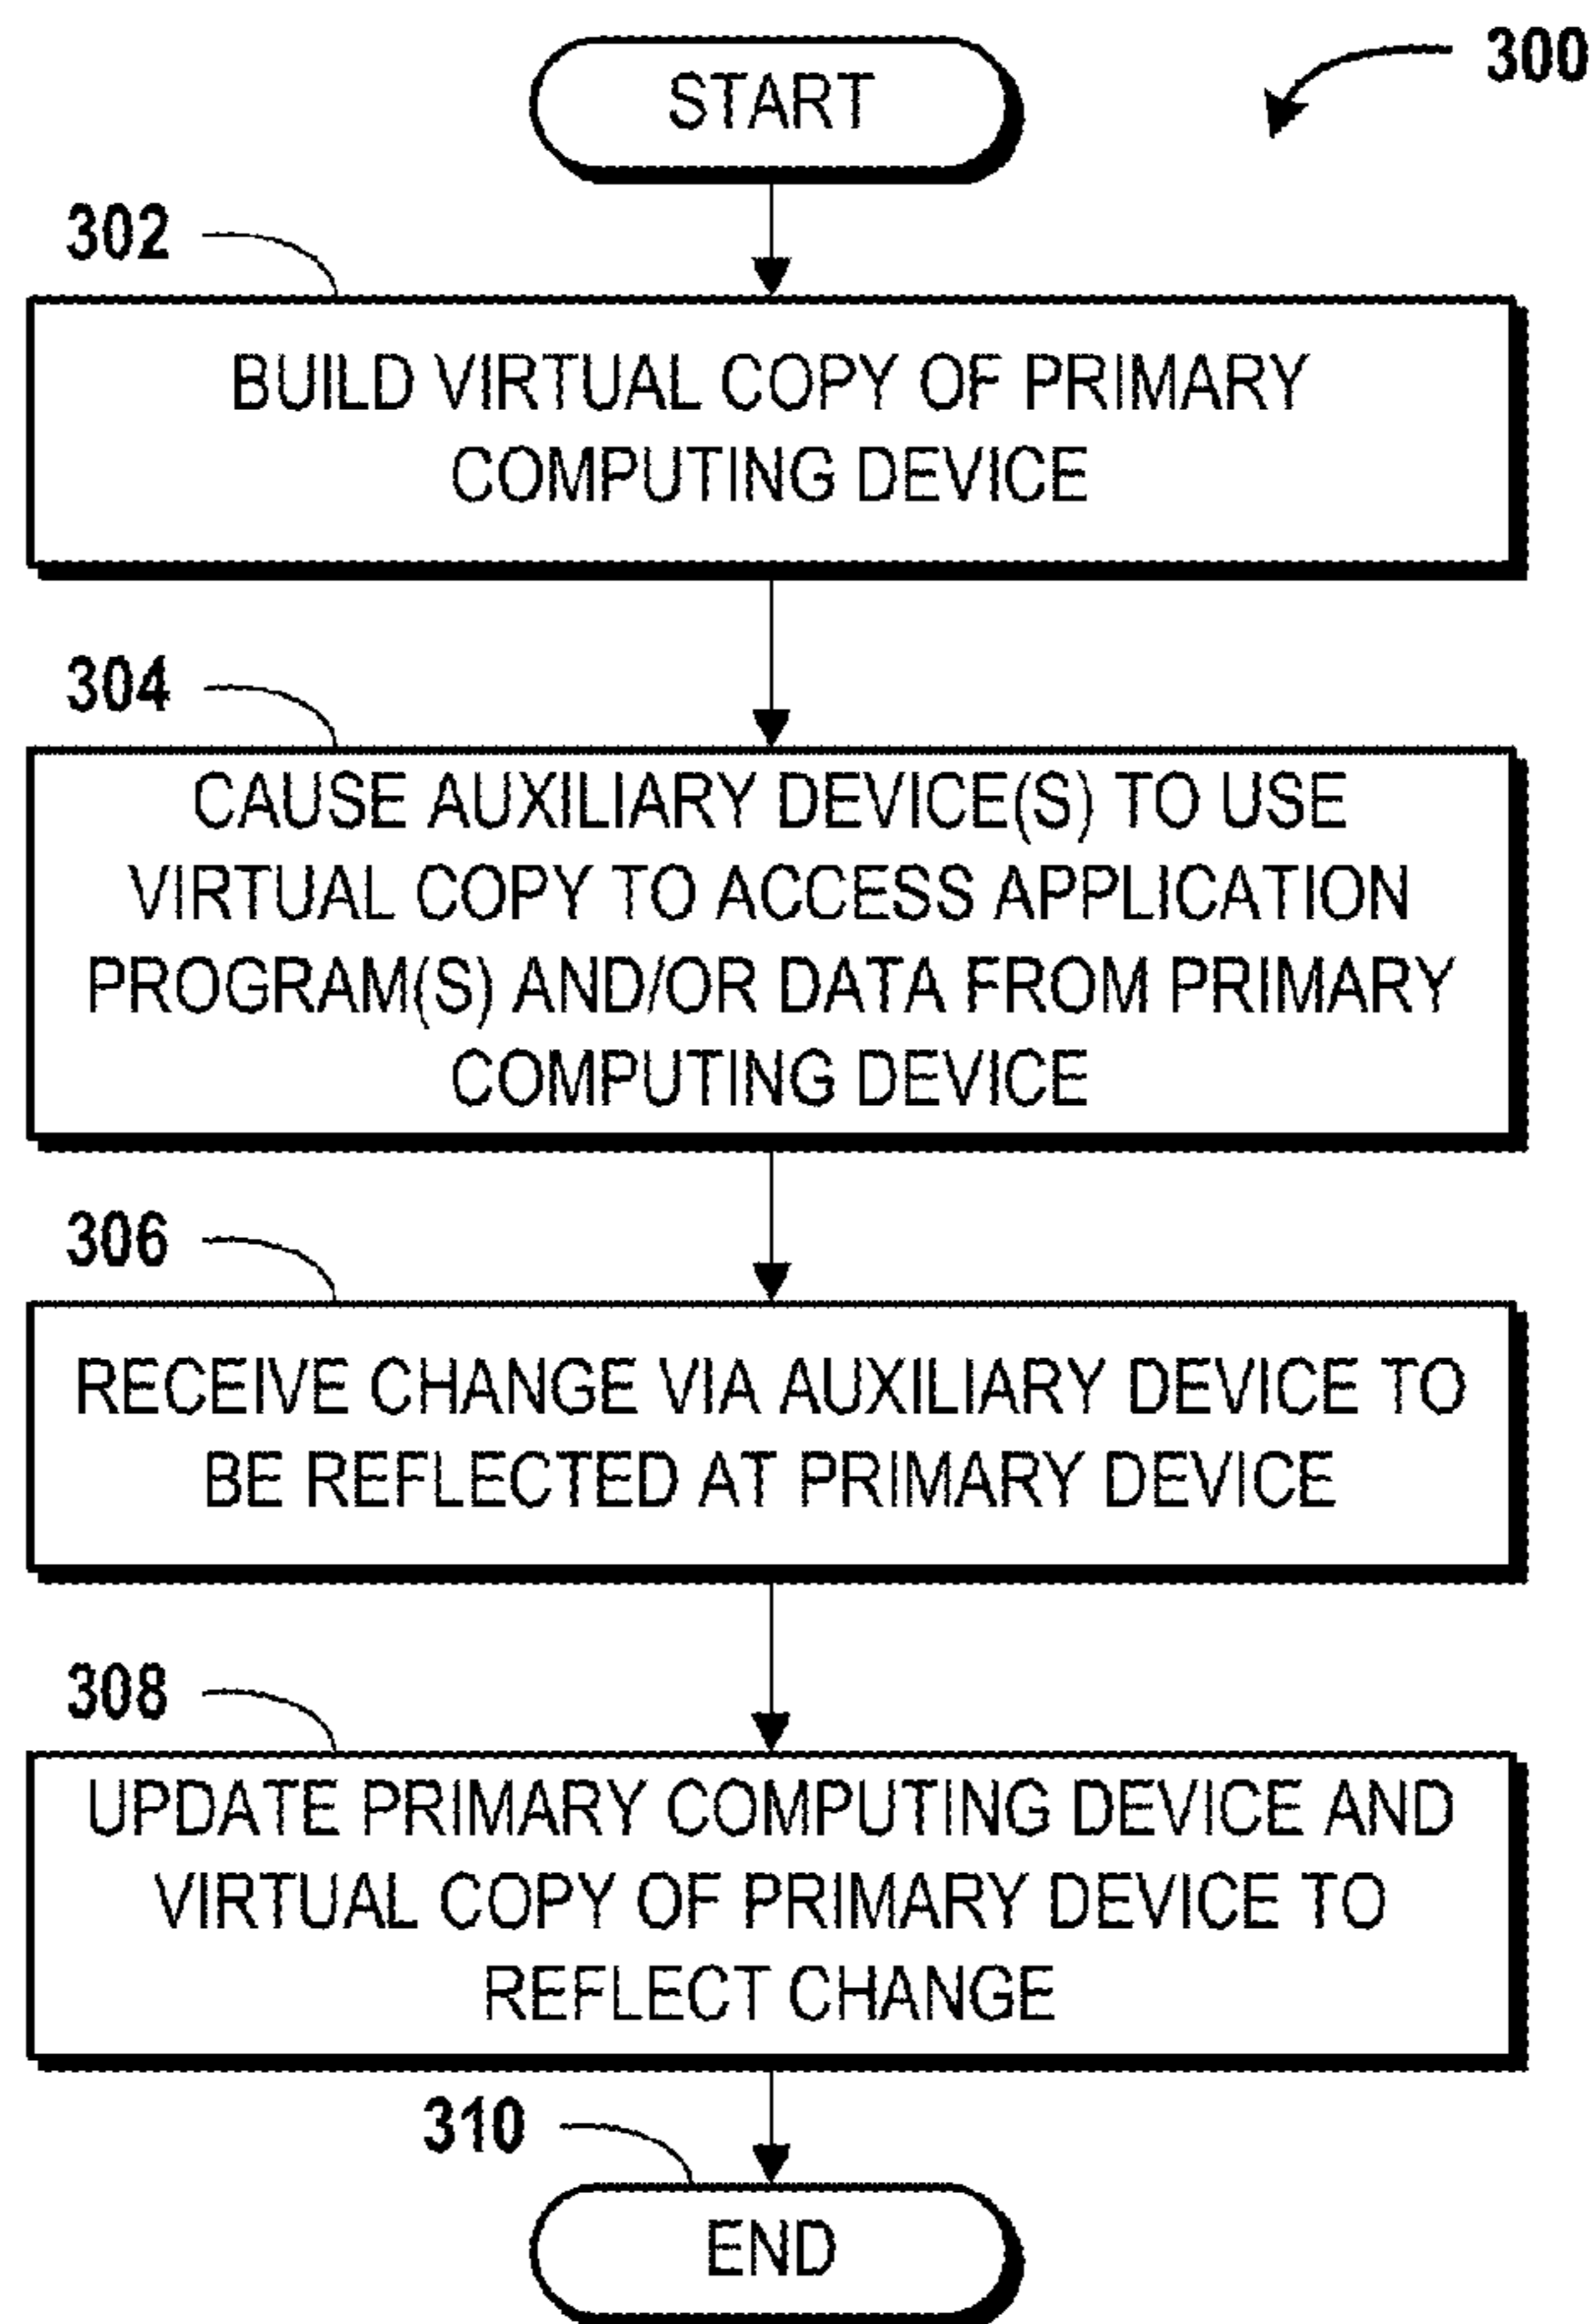 START
300
302
BUILD VIRTUAL COPY OF PRIMARY
COMPUTING DEVICE
304
CAUSE AUXILIARY DEVICE(S) TO USE
VIRTUAL COPY TO ACCESS APPLICATION
PROGRAM(S) AND/OR DATA FROM PRIMARY
COMPUTING DEVICE
306
RECEIVE CHANGE VIA AUXILIARY DEVICE TO
BE REFLECTED AT PRIMARY DEVICE
308
UPDATE PRIMARY COMPUTING DEVICE AND
VIRTUAL COPY OF PRIMARY DEVICE TO
REFLECT CHANGE
310
END